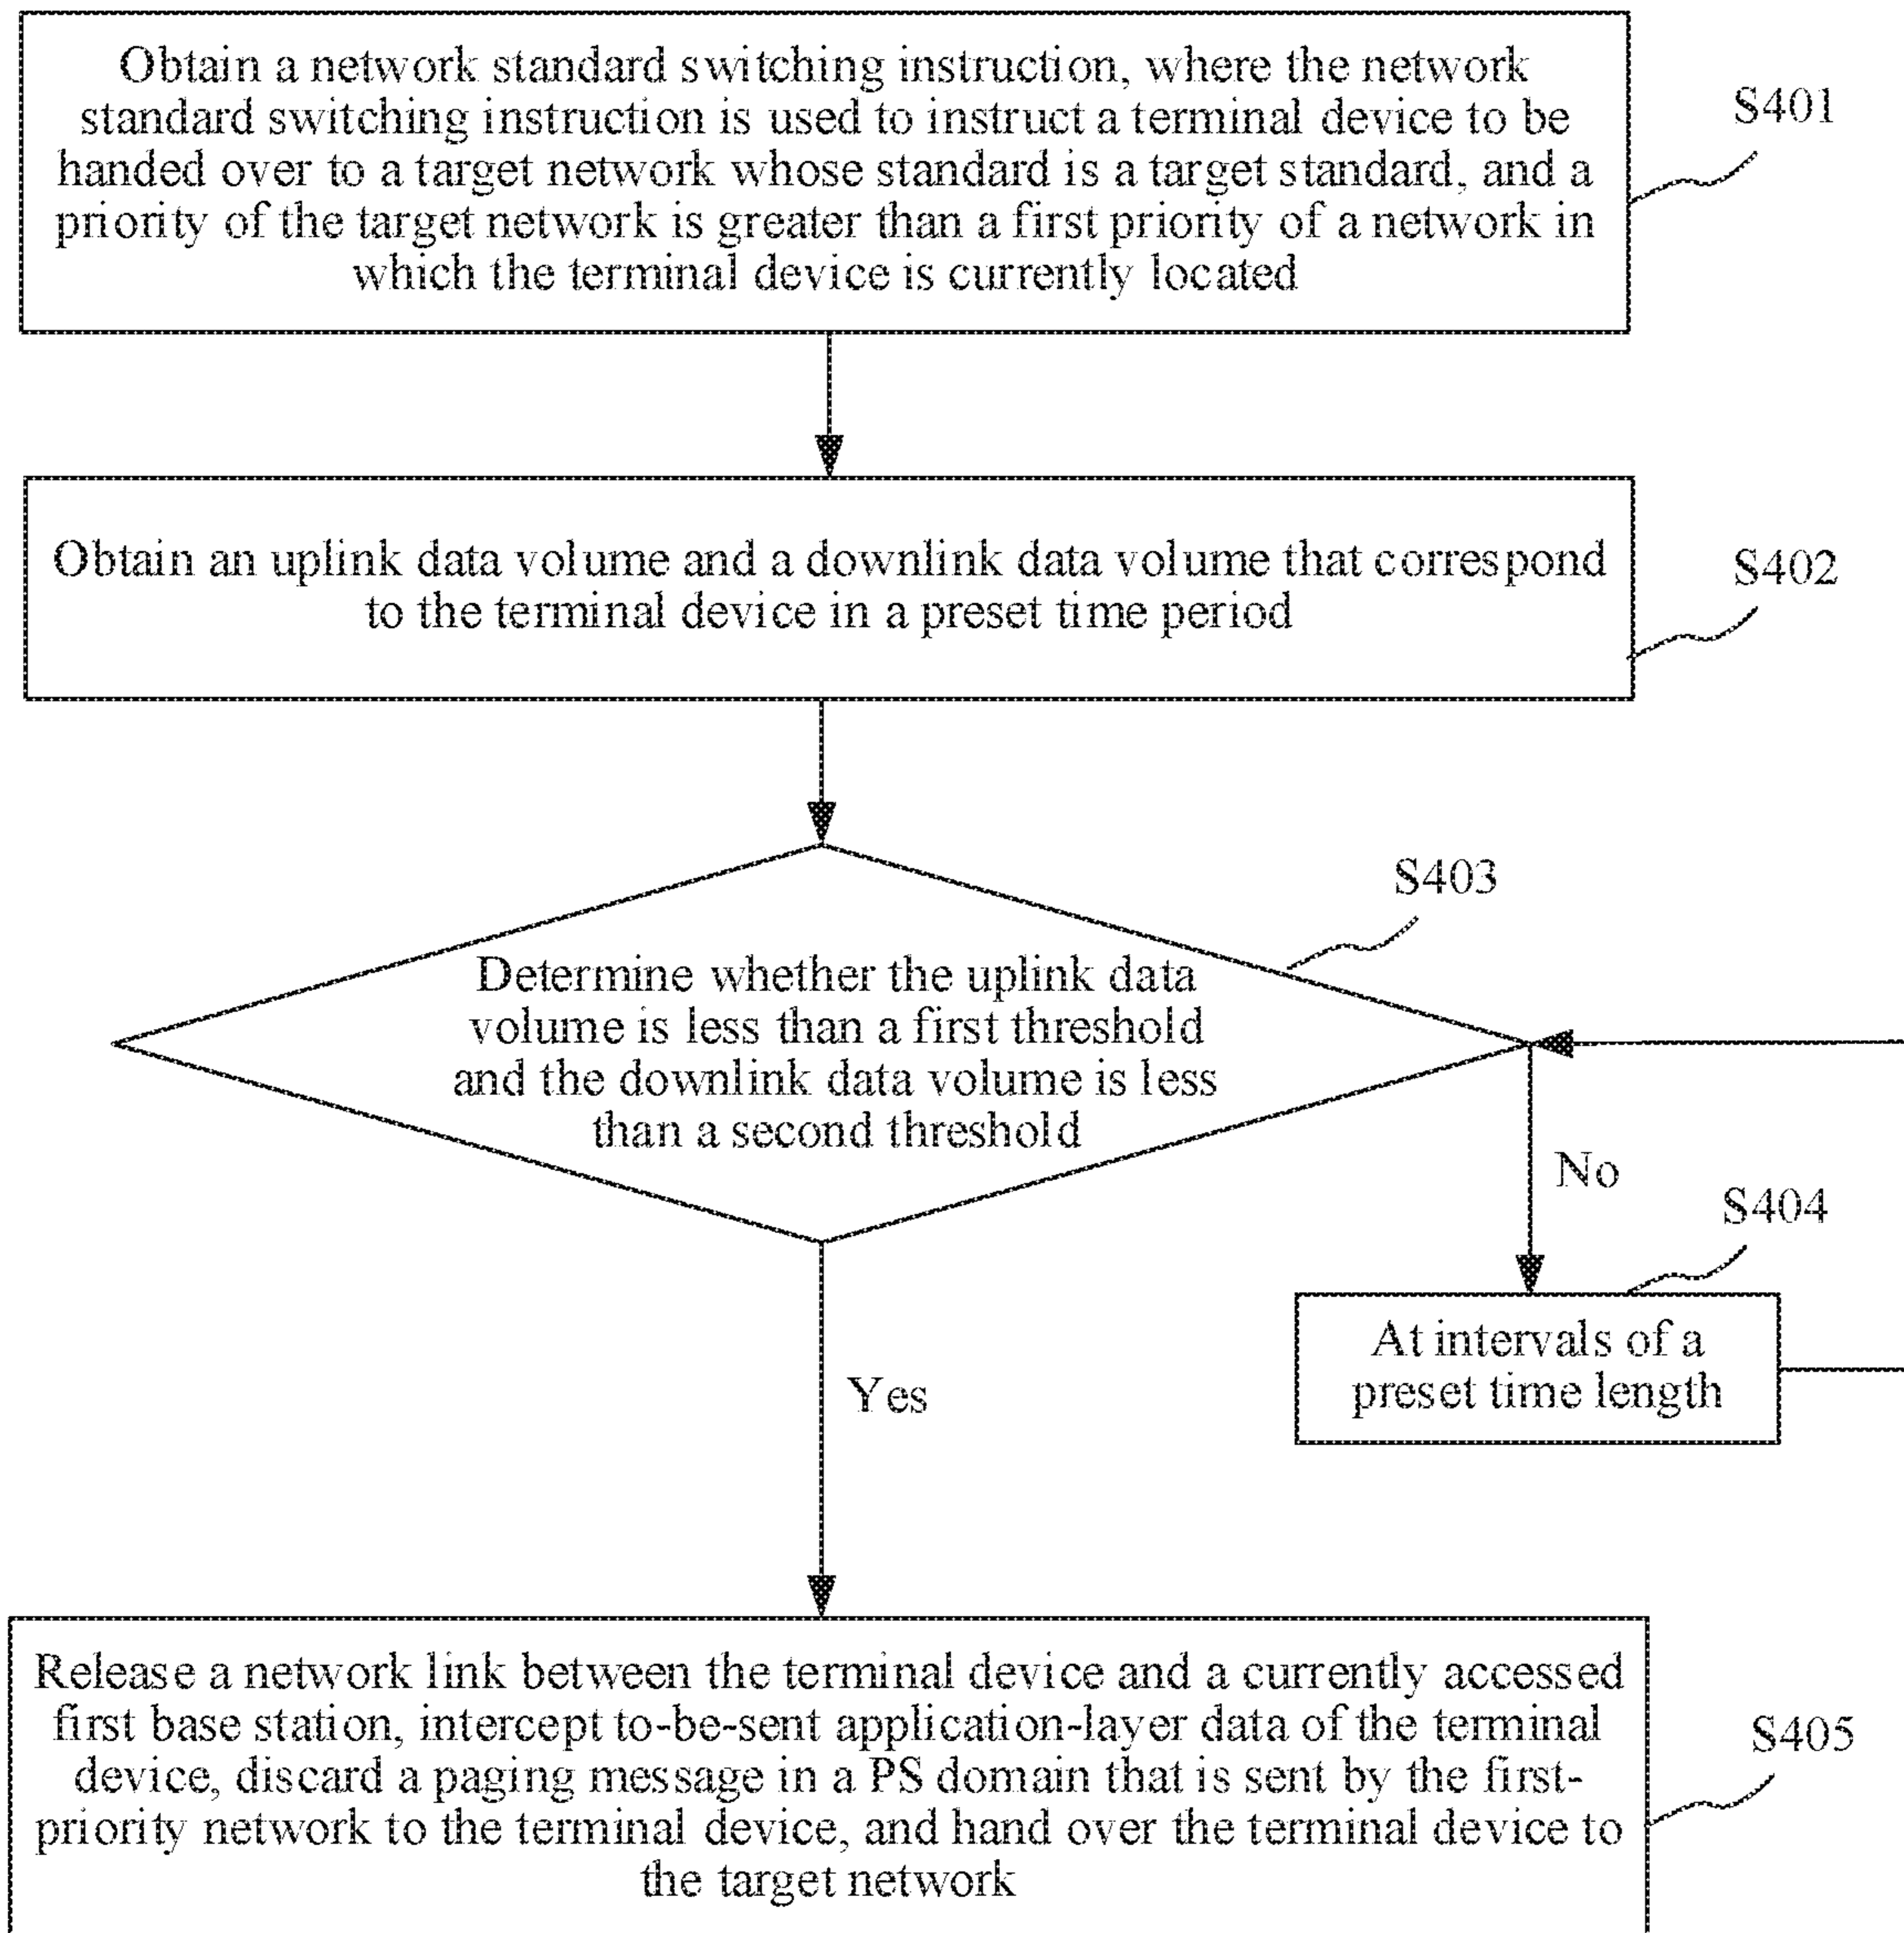 Obtain a network standard switching instruction, where the network
standard switching instruction is used to instruct a terminal device to be
handed over to a target network whose standard is a target standard, and a
priority of the target network is greater than a first priority of a network in
which the terminal device is currently located
S401
Obtain an uplink data volume and a downlink data volume that correspond
to the terminal device in a preset time period
S402
S403
Determine whether the uplink data
volume is less than a first threshold
and the downlink data volume is less
than a second threshold
No
S404
At intervals of a
preset time length
Yes
Release a network link between the terminal device and a currently accessed
first base station, intercept to-be-sent application-layer data of the terminal
device, discard a paging message in a PS domain that is sent by the first-
priority network to the terminal device, and hand over the terminal device to
the target network
S405